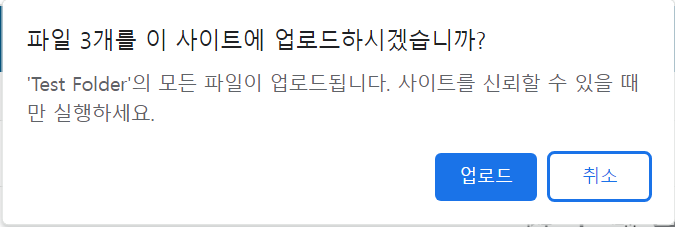 파일 3개를 이 사이트에 업로드하시겠습니까?
'Test Folder'의 모든 파일이 업로드됩니다. 사이트를 신뢰할 수 있을 때
만 실행하세요.
업로드
취소